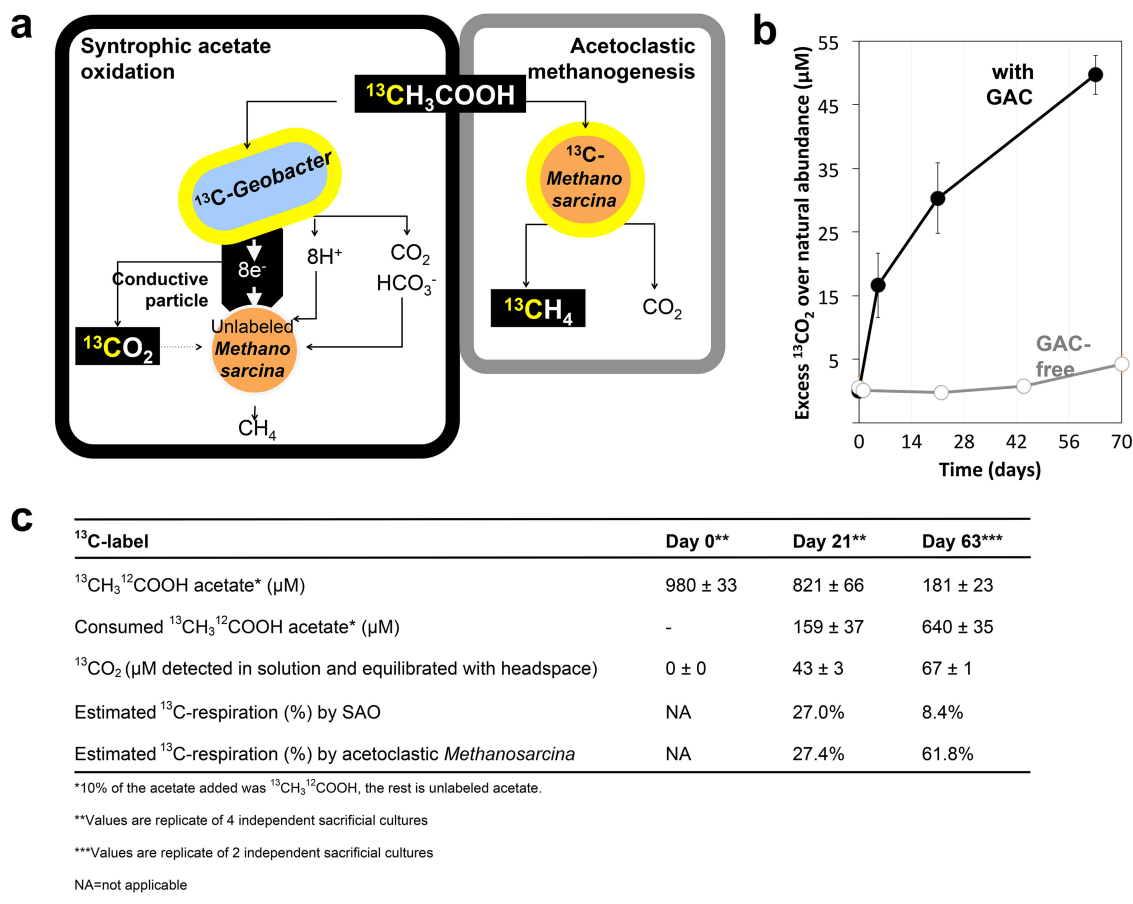 a
Syntrophic acetate
oxidation
Acetoclastic
methanogenesis
¹³CH₃COOH
¹³C-Geobacter
¹³C-
Methano
sarcina
8e⁻
8H⁺
CO₂
HCO₃⁻
Conductive
particle
¹³CO₂
Unlabeled
Methano
sarcina
CH₄
¹³CH₄
CO₂
b
Excess ¹³CO₂ over natural abundance (µM)
55
45
35
25
15
5
with
GAC
GAC-
free
0 14 28 42 56 70
Time (days)
c
¹³C-label Day 0** Day 21** Day 63***
¹³CH₃¹²COOH acetate* (µM) 980 ± 33 821 ± 66 181 ± 23
Consumed ¹³CH₃¹²COOH acetate* (µM) - 159 ± 37 640 ± 35
¹³CO₂ (µM detected in solution and equilibrated with headspace) 0 ± 0 43 ± 3 67 ± 1
Estimated ¹³C-respiration (%) by SAO NA 27.0% 8.4%
Estimated ¹³C-respiration (%) by acetoclastic Methanosarcina NA 27.4% 61.8%
*10% of the acetate added was ¹³CH₃¹²COOH, the rest is unlabeled acetate.
**Values are replicate of 4 independent sacrificial cultures
***Values are replicate of 2 independent sacrificial cultures
NA=not applicable